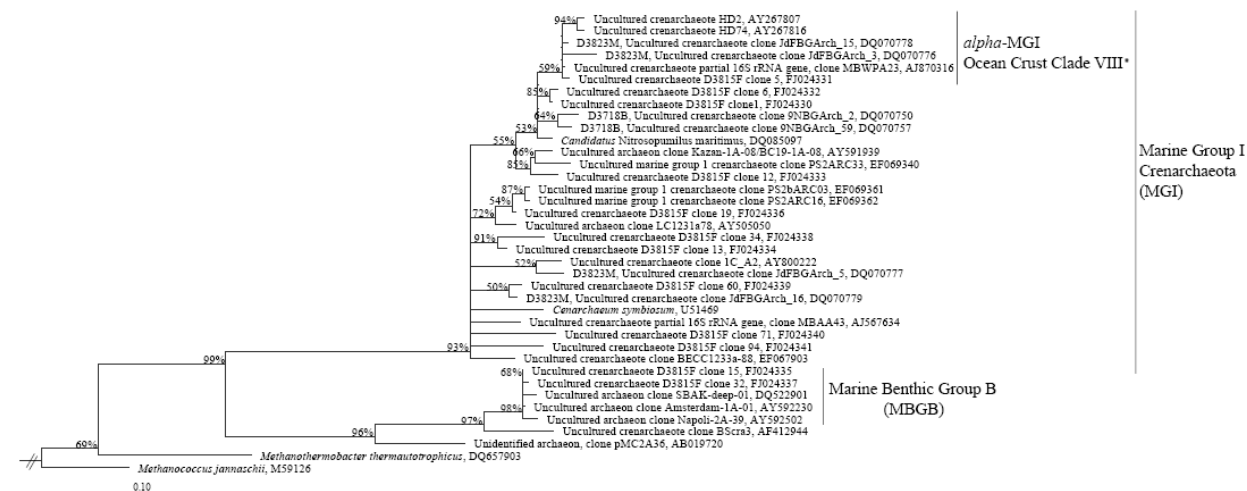 94%
Uncultured crenarchaeote HD2, AY267807
Uncultured crenarchaeote HD74, AY267816
D3823M, Uncultured crenarchaeote clone JdFBGArch_15, DQ070778
D3823M, Uncultured crenarchaeote clone JdFBGArch_3, DQ070776
59%
Uncultured crenarchaeote partial 16S rRNA gene, clone MBWPA23, AJ870316
Uncultured crenarchaeote D3815F clone 5, FJ024331
alpha-MGI
Ocean Crust Clade VIII*
85%
Uncultured crenarchaeote D3815F clone 6, FJ024332
Uncultured crenarchaeote D3815F clone1, FJ024330
64%
D3718B, Uncultured crenarchaeote clone 9NBGArch_2, DQ070750
53%
D3718B, Uncultured crenarchaeote clone 9NBGArch_59, DQ070757
55%
Candidatus Nitrosopumilus maritimus, DQ085097
66%
Uncultured archaeon clone Kazan-1A-08/BC19-1A-08, AY591939
85%
Uncultured marine group 1 crenarchaeote clone PS2ARC33, EF069340
Uncultured crenarchaeote D3815F clone 12, FJ024333
87%
Uncultured marine group 1 crenarchaeote clone PS2bARC03, EF069361
54%
Uncultured marine group 1 crenarchaeote clone PS2ARC16, EF069362
72%
Uncultured crenarchaeote D3815F clone 19, FJ024336
Uncultured archaeon clone LC1231a78, AY505050
91%
Uncultured crenarchaeote D3815F clone 34, FJ024338
Uncultured crenarchaeote D3815F clone 13, FJ024334
52%
Uncultured crenarchaeote clone 1C_A2, AY800222
D3823M, Uncultured crenarchaeote clone JdFBGArch_5, DQ070777
50%
Uncultured crenarchaeote D3815F clone 60, FJ024339
D3823M, Uncultured crenarchaeote clone JdFBGArch_16, DQ070779
Cenarchaeum symbiosum, U51469
Uncultured crenarchaeote partial 16S rRNA gene, clone MBAA43, AJ567634
Uncultured crenarchaeote D3815F clone 71, FJ024340
93%
Uncultured crenarchaeote D3815F clone 94, FJ024341
Uncultured crenarchaeote clone BECC1233a-88, EF067903
Marine Group I
Crenarchaeota
(MGI)
99%
68%
Uncultured crenarchaeote D3815F clone 15, FJ024335
Uncultured crenarchaeote D3815F clone 32, FJ024337
Uncultured archaeon clone SBAK-deep-01, DQ522901
98%
Uncultured archaeon clone Amsterdam-1A-01, AY592230
97%
Uncultured archaeon clone Napoli-2A-39, AY592502
Uncultured crenarchaeote clone BScra3, AF412944
Marine Benthic Group B
(MBGB)
96%
Unidentified archaeon, clone pMC2A36, AB019720
69%
Methanothermobacter thermautotrophicus, DQ657903
Methanococcus jannaschii, M59126
0.10